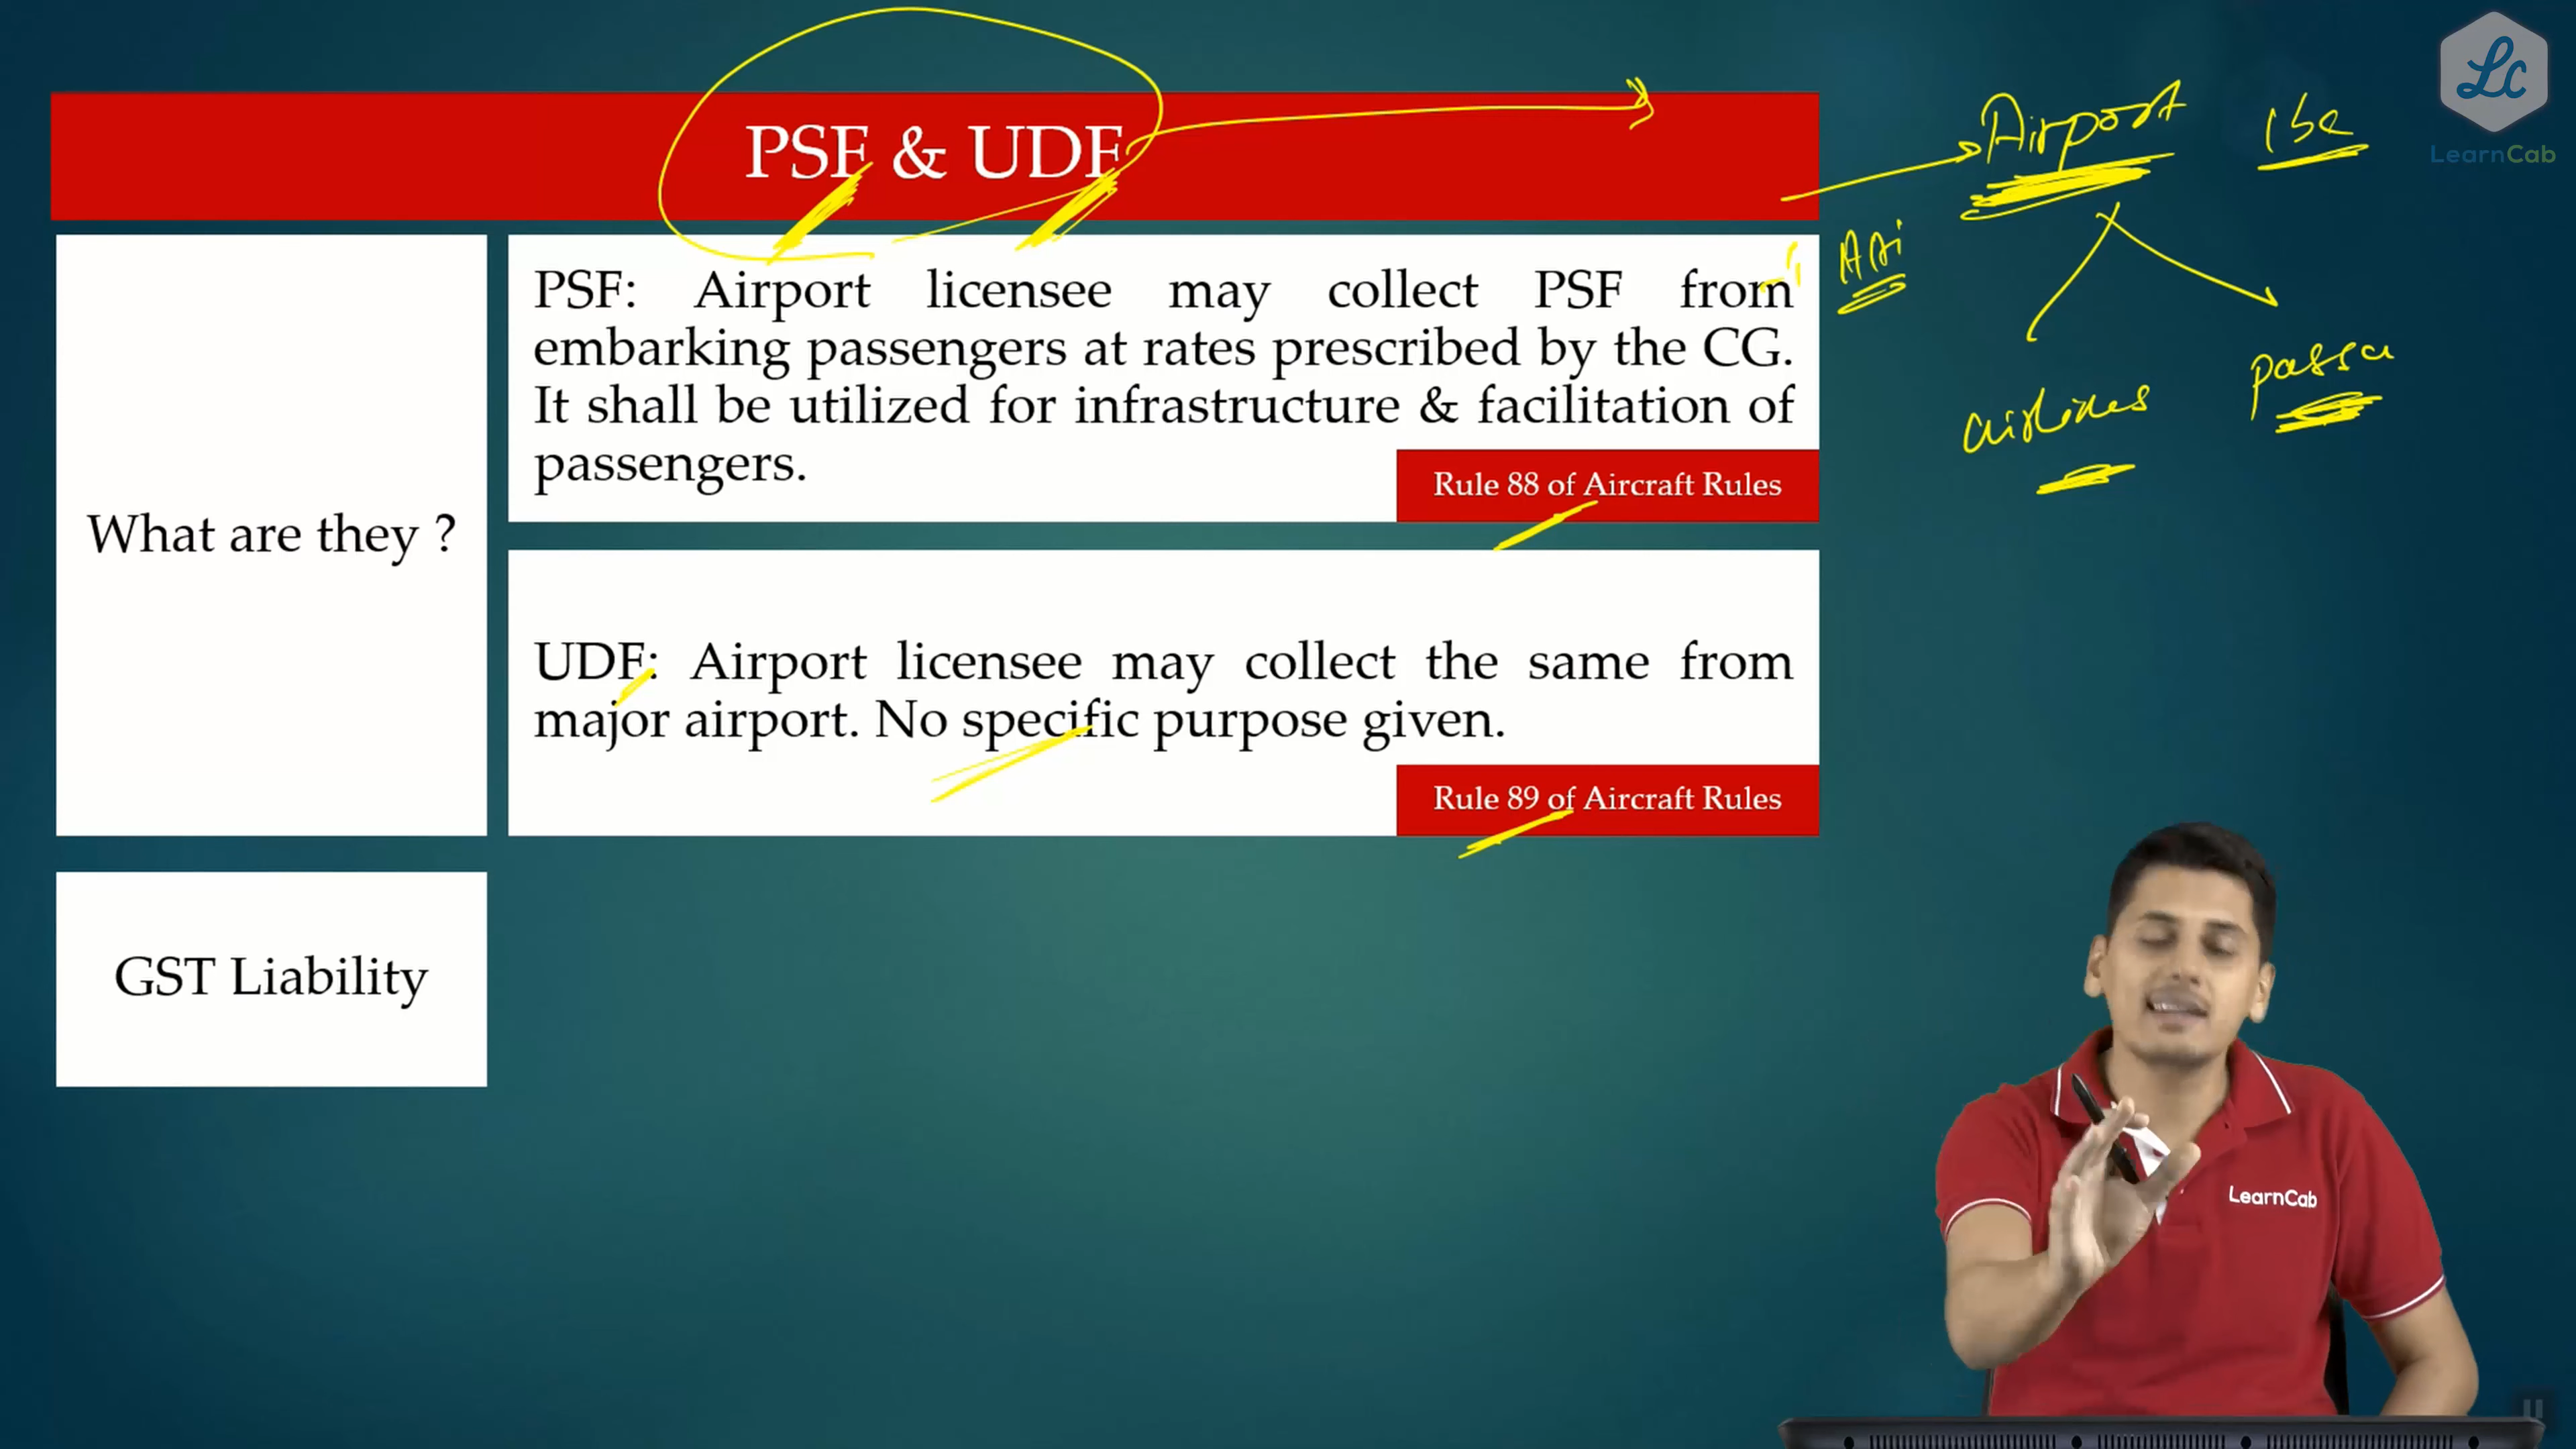 PSF & UDF
Airport
LearnCab
What are they ?
PSF: Airport licensee may collect PSF from
embarking passengers at rates prescribed by the CG.
It shall be utilized for infrastructure & facilitation of
passengers.
Rule 88 of Aircraft Rules
AAi
airlines
UDF: Airport licensee may collect the same from
major airport. No specific purpose given.
Rule 89 of Aircraft Rules
GST Liability
LearnCab